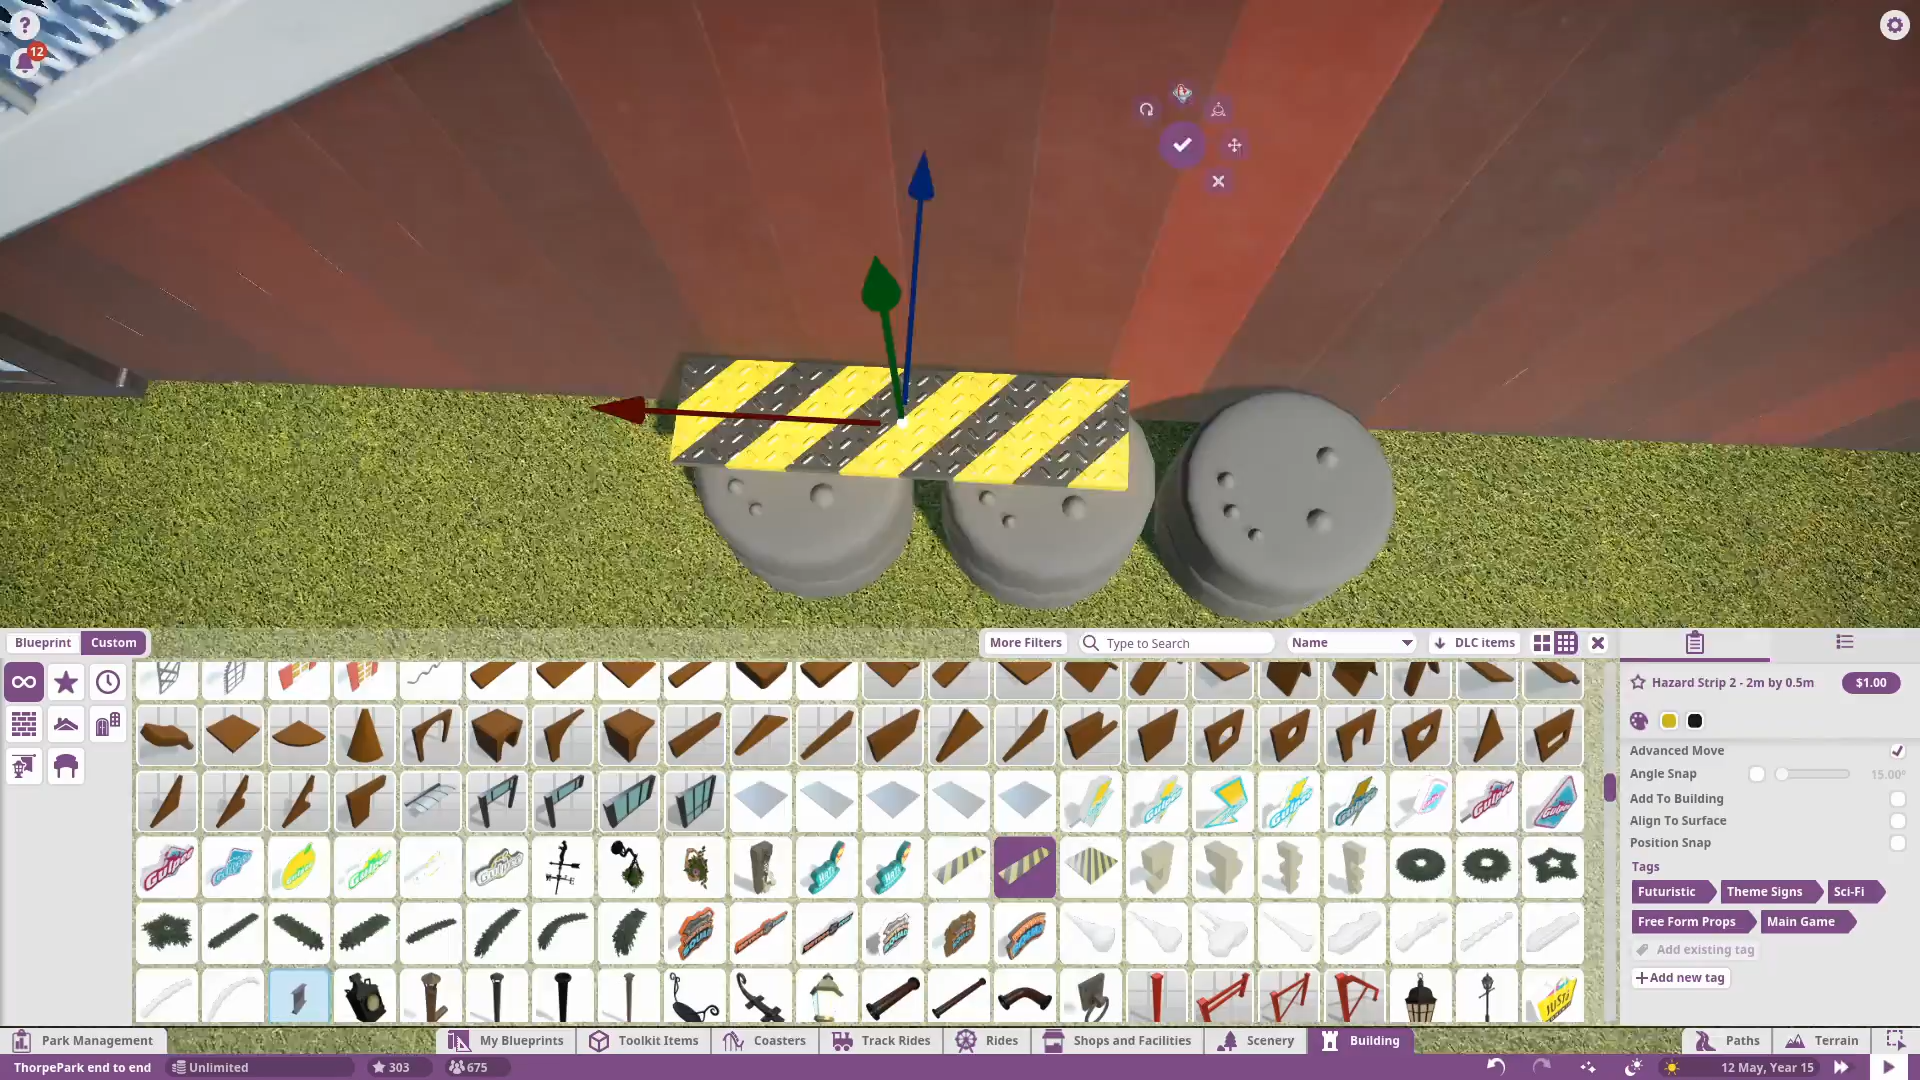 ?
12
Blueprint Custom More Filters Type to Search Name DLC items
Hazard Strip 2 - 2m by 0.5m $1.00
Advanced Move
Angle Snap 15.00°
Add To Building
Align To Surface
Position Snap
Tags
Futuristic Theme Signs Sci-Fi
Free Form Props Main Game
Add existing tag
+Add new tag
Park Management My Blueprints Toolkit Items Coasters Track Rides Rides Shops and Facilities Scenery Building Paths Terrain
ThorpePark end to end Unlimited 303 675 12 May, Year 15